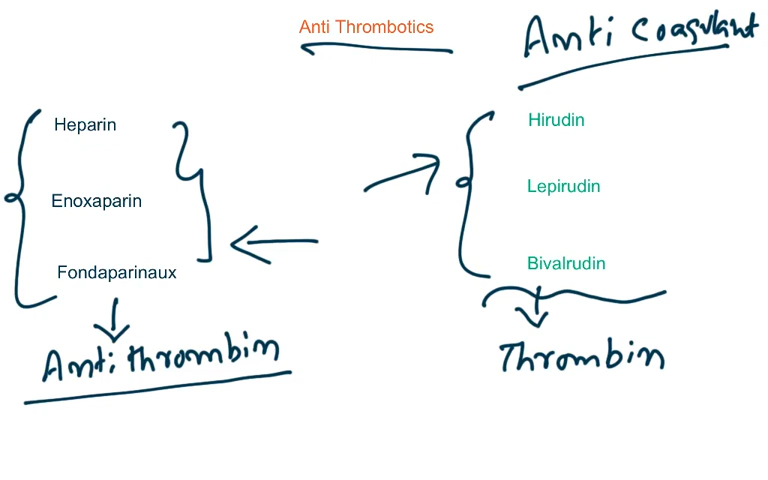 Anti Thrombotics
Anti Coagulant
Heparin
Enoxaparin
Fondaparinaux
Antithrombin
Hirudin
Lepirudin
Bivalrudin
Thrombin